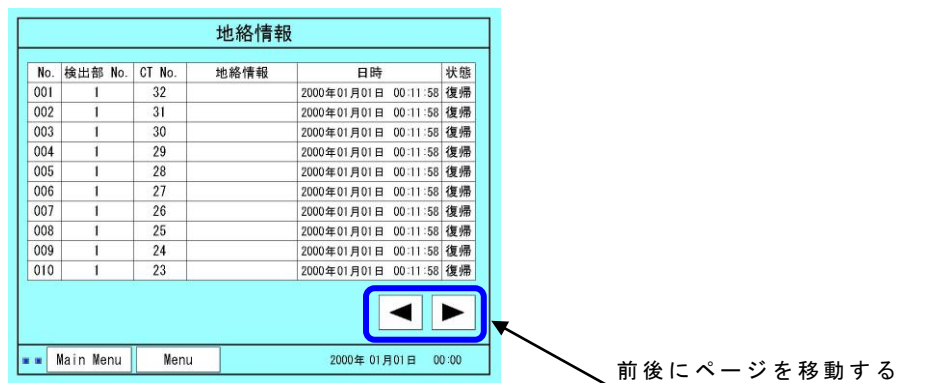 地絡情報
No. 検出部 No. CT No. 地絡情報 日時 状態
001 1 32 2000年01月01日 00:11:58 復帰
002 1 31 2000年01月01日 00:11:58 復帰
003 1 30 2000年01月01日 00:11:58 復帰
004 1 29 2000年01月01日 00:11:58 復帰
005 1 28 2000年01月01日 00:11:58 復帰
006 1 27 2000年01月01日 00:11:58 復帰
007 1 26 2000年01月01日 00:11:58 復帰
008 1 25 2000年01月01日 00:11:58 復帰
009 1 24 2000年01月01日 00:11:58 復帰
010 1 23 2000年01月01日 00:11:58 復帰
Main Menu Menu 2000年 01月01日 00:00
前後にページを移動する